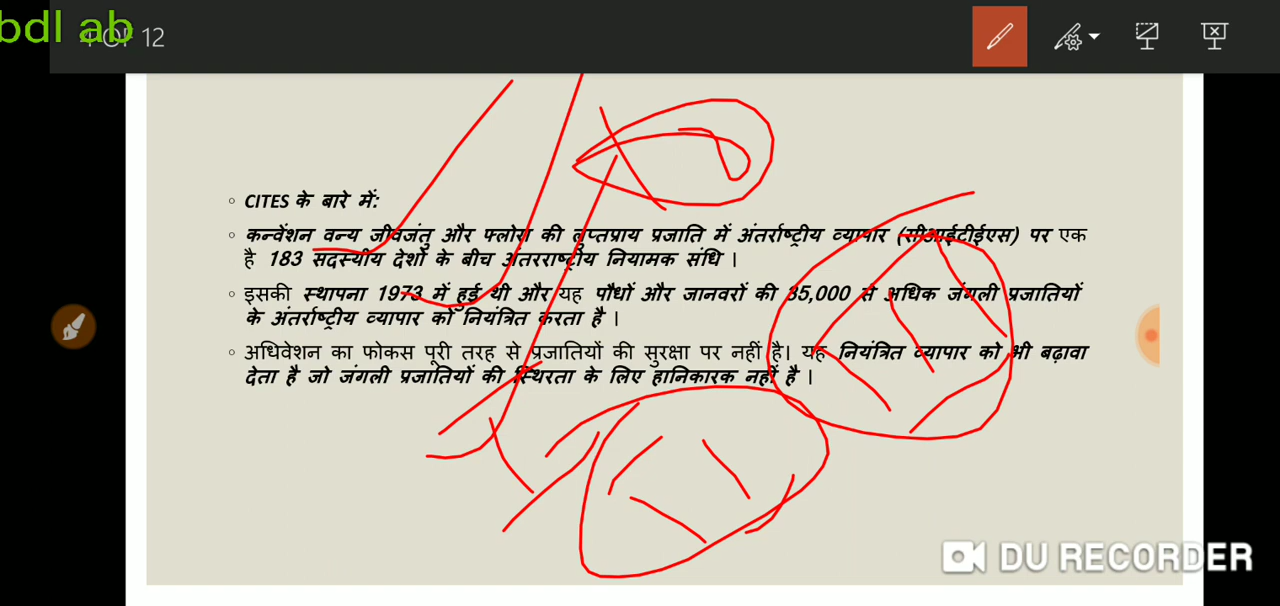 bdl ab
12
CITES के बारे में:
कन्वेंशन वन्य जीवजंतु और फ्लोरा की लुप्तप्राय प्रजाति में अंतर्राष्ट्रीय व्यापार (सीआईटीईएस) पर एक
है 183 सदस्यीय देशों के बीच अंतरराष्ट्रीय नियामक संधि ।
इसकी स्थापना 1973 में हुई थी और यह पौधों और जानवरों की 35,000 से अधिक जंगली प्रजातियों
के अंतर्राष्ट्रीय व्यापार को नियंत्रित करता है ।
अधिवेशन का फोकस पूरी तरह से प्रजातियों की सुरक्षा पर नहीं है। यह नियंत्रित व्यापार को भी बढ़ावा
देता है जो जंगली प्रजातियों की स्थिरता के लिए हानिकारक नहीं है ।
DU RECORDER